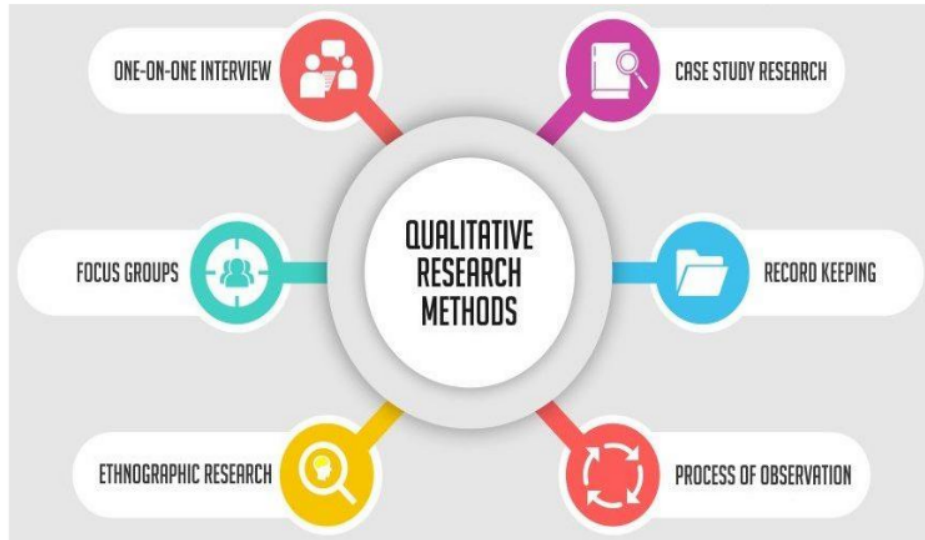 ONE-ON-ONE INTERVIEW
CASE STUDY RESEARCH
FOCUS GROUPS
QUALITATIVE
RESEARCH
METHODS
RECORD KEEPING
ETHNOGRAPHIC RESEARCH
PROCESS OF OBSERVATION